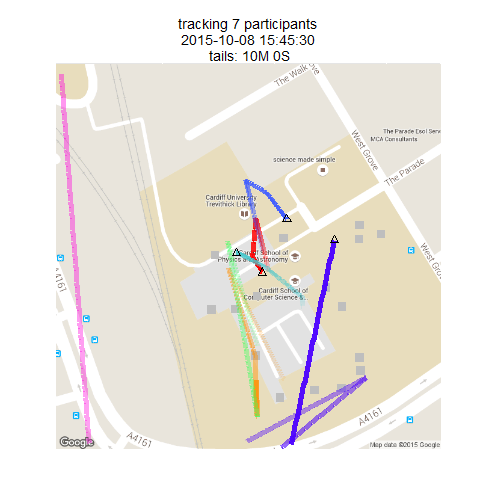 tracking 7 participants
2015-10-08 15:45:30
tails: 10M 0S
The Walk
West Grove
The Parade Esol Serv
MCA Consultants
science made simple
The Parade
Cardiff University
Trevithick Library
West Grove
A4161
Cardiff School of
Physics and Astronomy
Cardiff School of
Computer Science &...
A4161
A4161
Google
Map data ©2015 Google